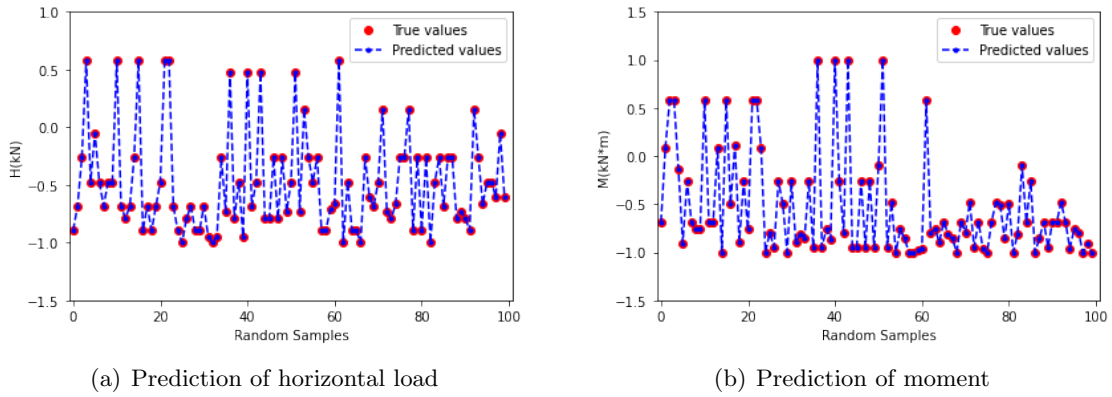 1.0
0.5
0.0
−0.5
−1.0
−1.5
H(kN)
0 20 40 60 80 100
Random Samples
True values
Predicted values
(a) Prediction of horizontal load
1.5
1.0
0.5
0.0
−0.5
−1.0
−1.5
M(kN*m)
0 20 40 60 80 100
Random Samples
True values
Predicted values
(b) Prediction of moment